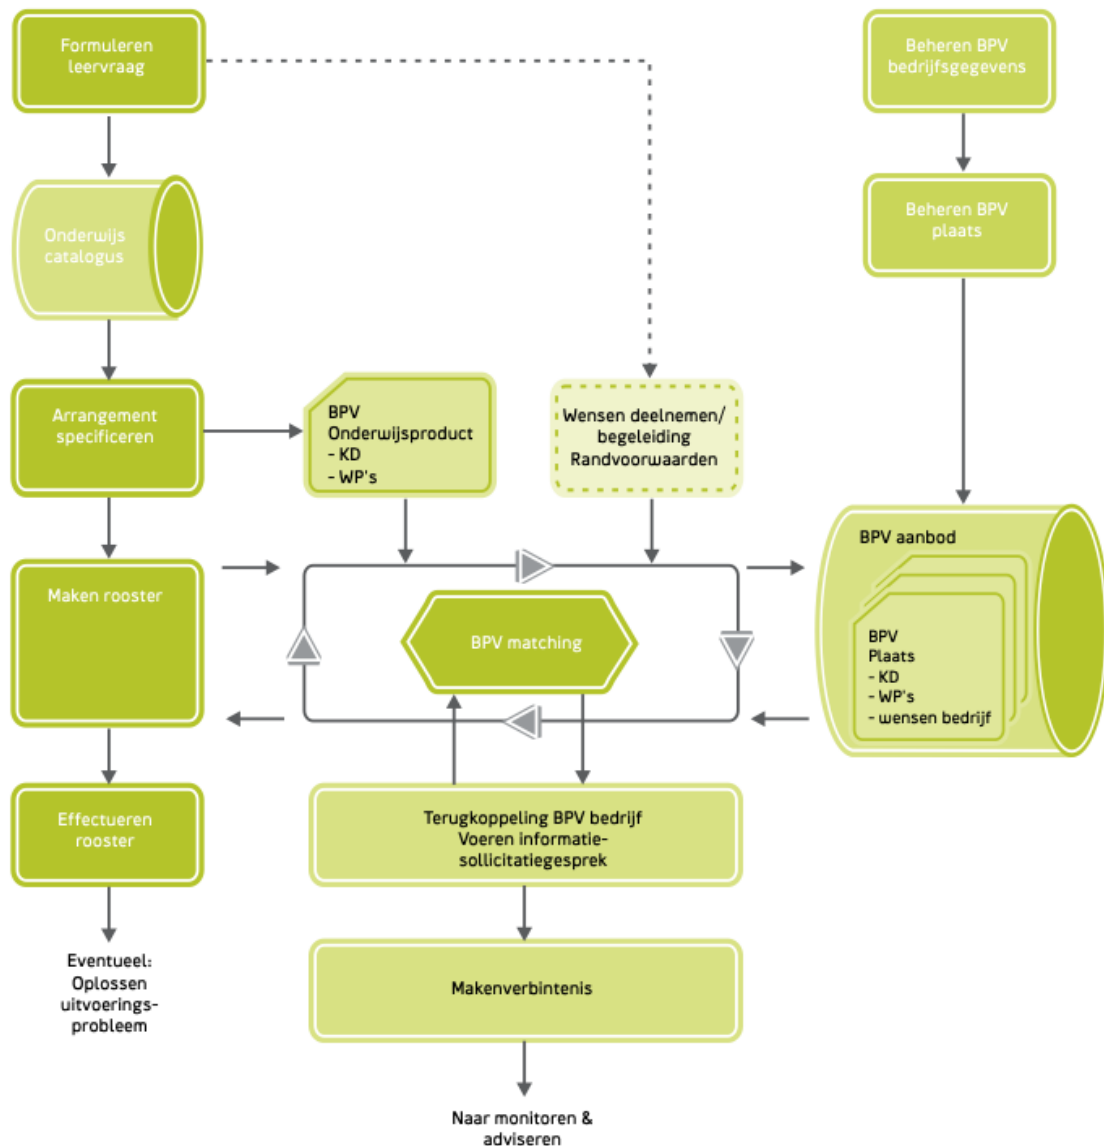 Formuleren
leervraag
Beheren BPV
bedrijfsgegevens
Onderwijs
catalogus
Beheren BPV
plaats
Arrangement
specificeren
BPV
Onderwijsproduct
- KD
- WP's
Wensen deelnemen/
begeleiding
Randvoorwaarden
BPV aanbod
Maken rooster
BPV matching
BPV
Plaats
- KD
- WP's
- wensen bedrijf
Effectueren
rooster
Terugkoppeling BPV bedrijf
Voeren informatie-
sollicitatiegesprek
Eventueel:
Oplossen
uitvoerings-
probleem
Makenverbintenis
Naar monitoren &
adviseren